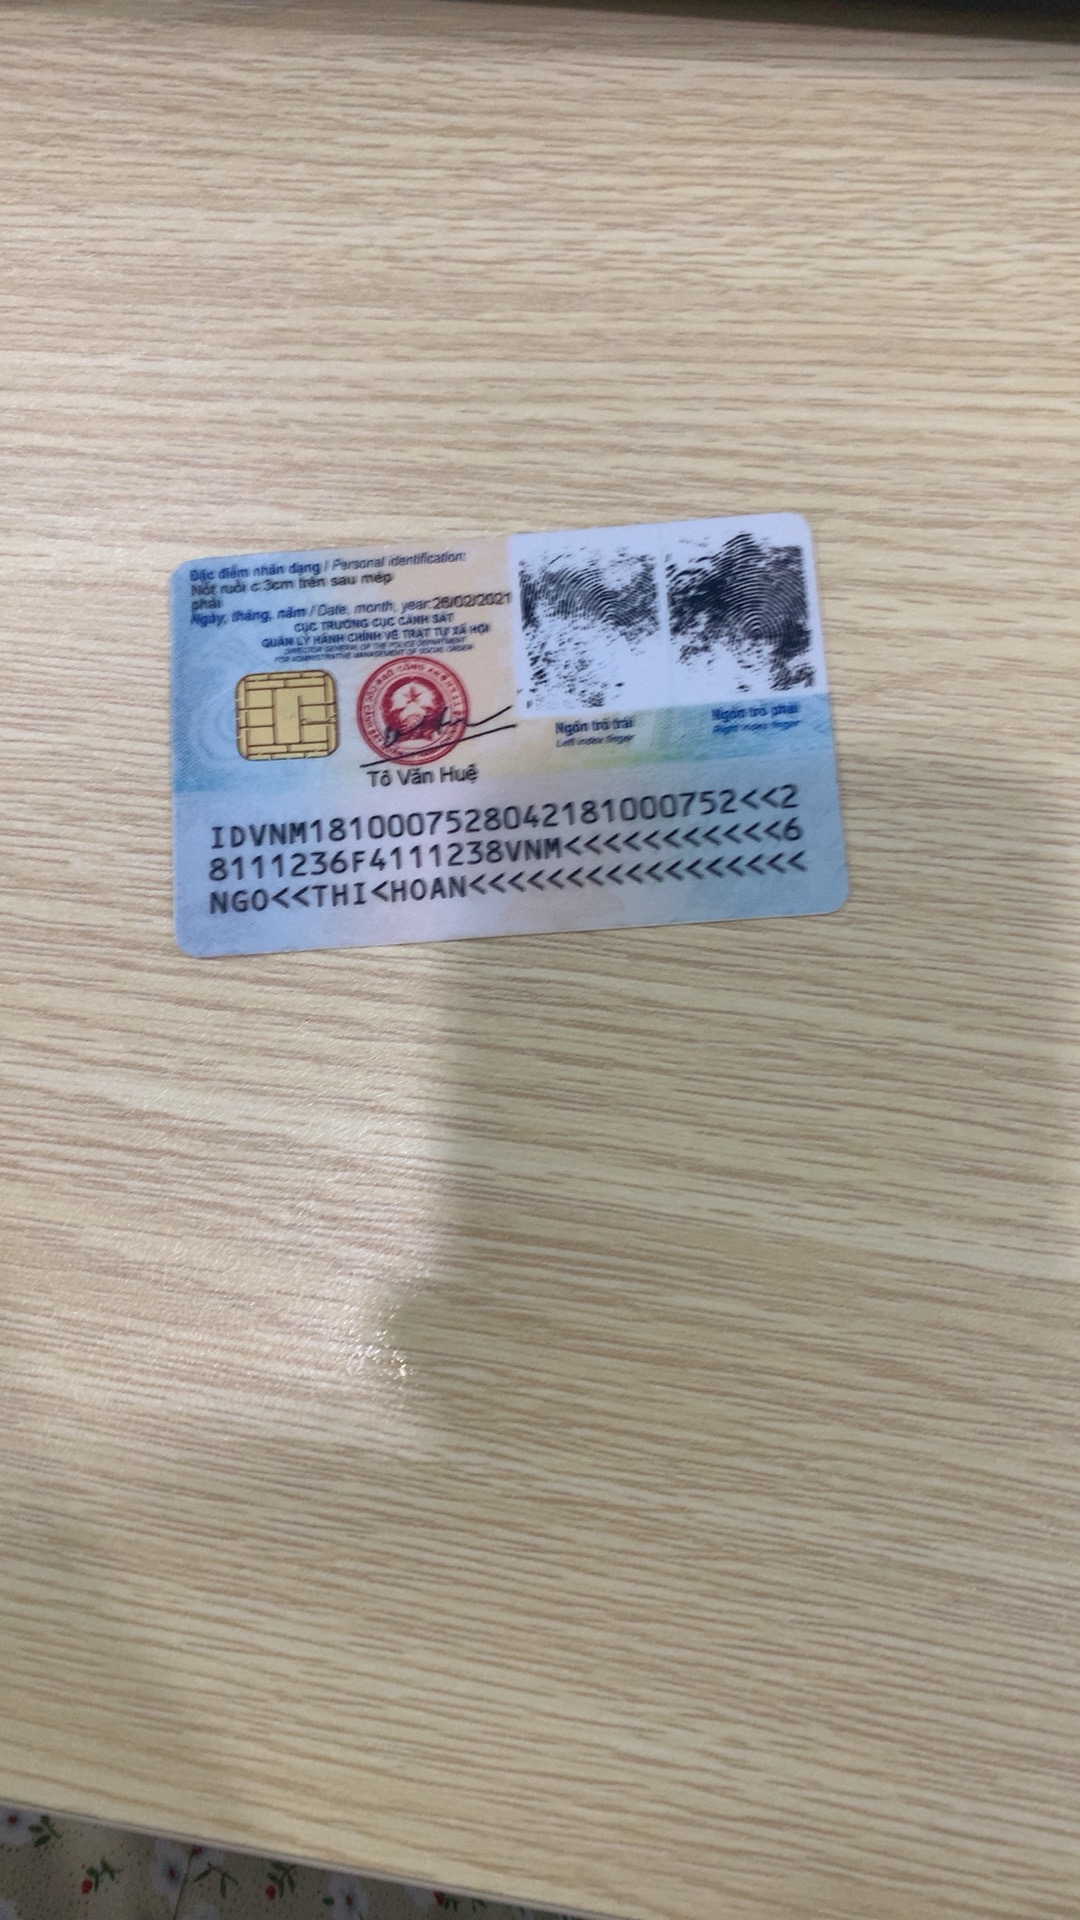 Đặc điểm nhân dạng / Personal identification:
Nốt ruồi c:3cm trên sau mép
phải
Ngày, tháng, năm / Date, month, year:26/02/2021
CỤC TRƯỞNG CỤC CẢNH SÁT
QUẢN LÝ HÀNH CHÍNH VỀ TRẬT TỰ XÃ HỘI
DIRECTOR GENERAL OF THE POLICE DEPARTMENT
FOR ADMINISTRATIVE MANAGEMENT OF SOCIAL ORDER
Tô Văn Huệ
Ngón trỏ trái
Left index finger
Ngón trỏ phải
Right index finger
IDVNM1810007528042181000752<<2
8111236F4111238VNM<<<<<<<<<<<6
NGO<<THI<HOAN<<<<<<<<<<<<<<<<<